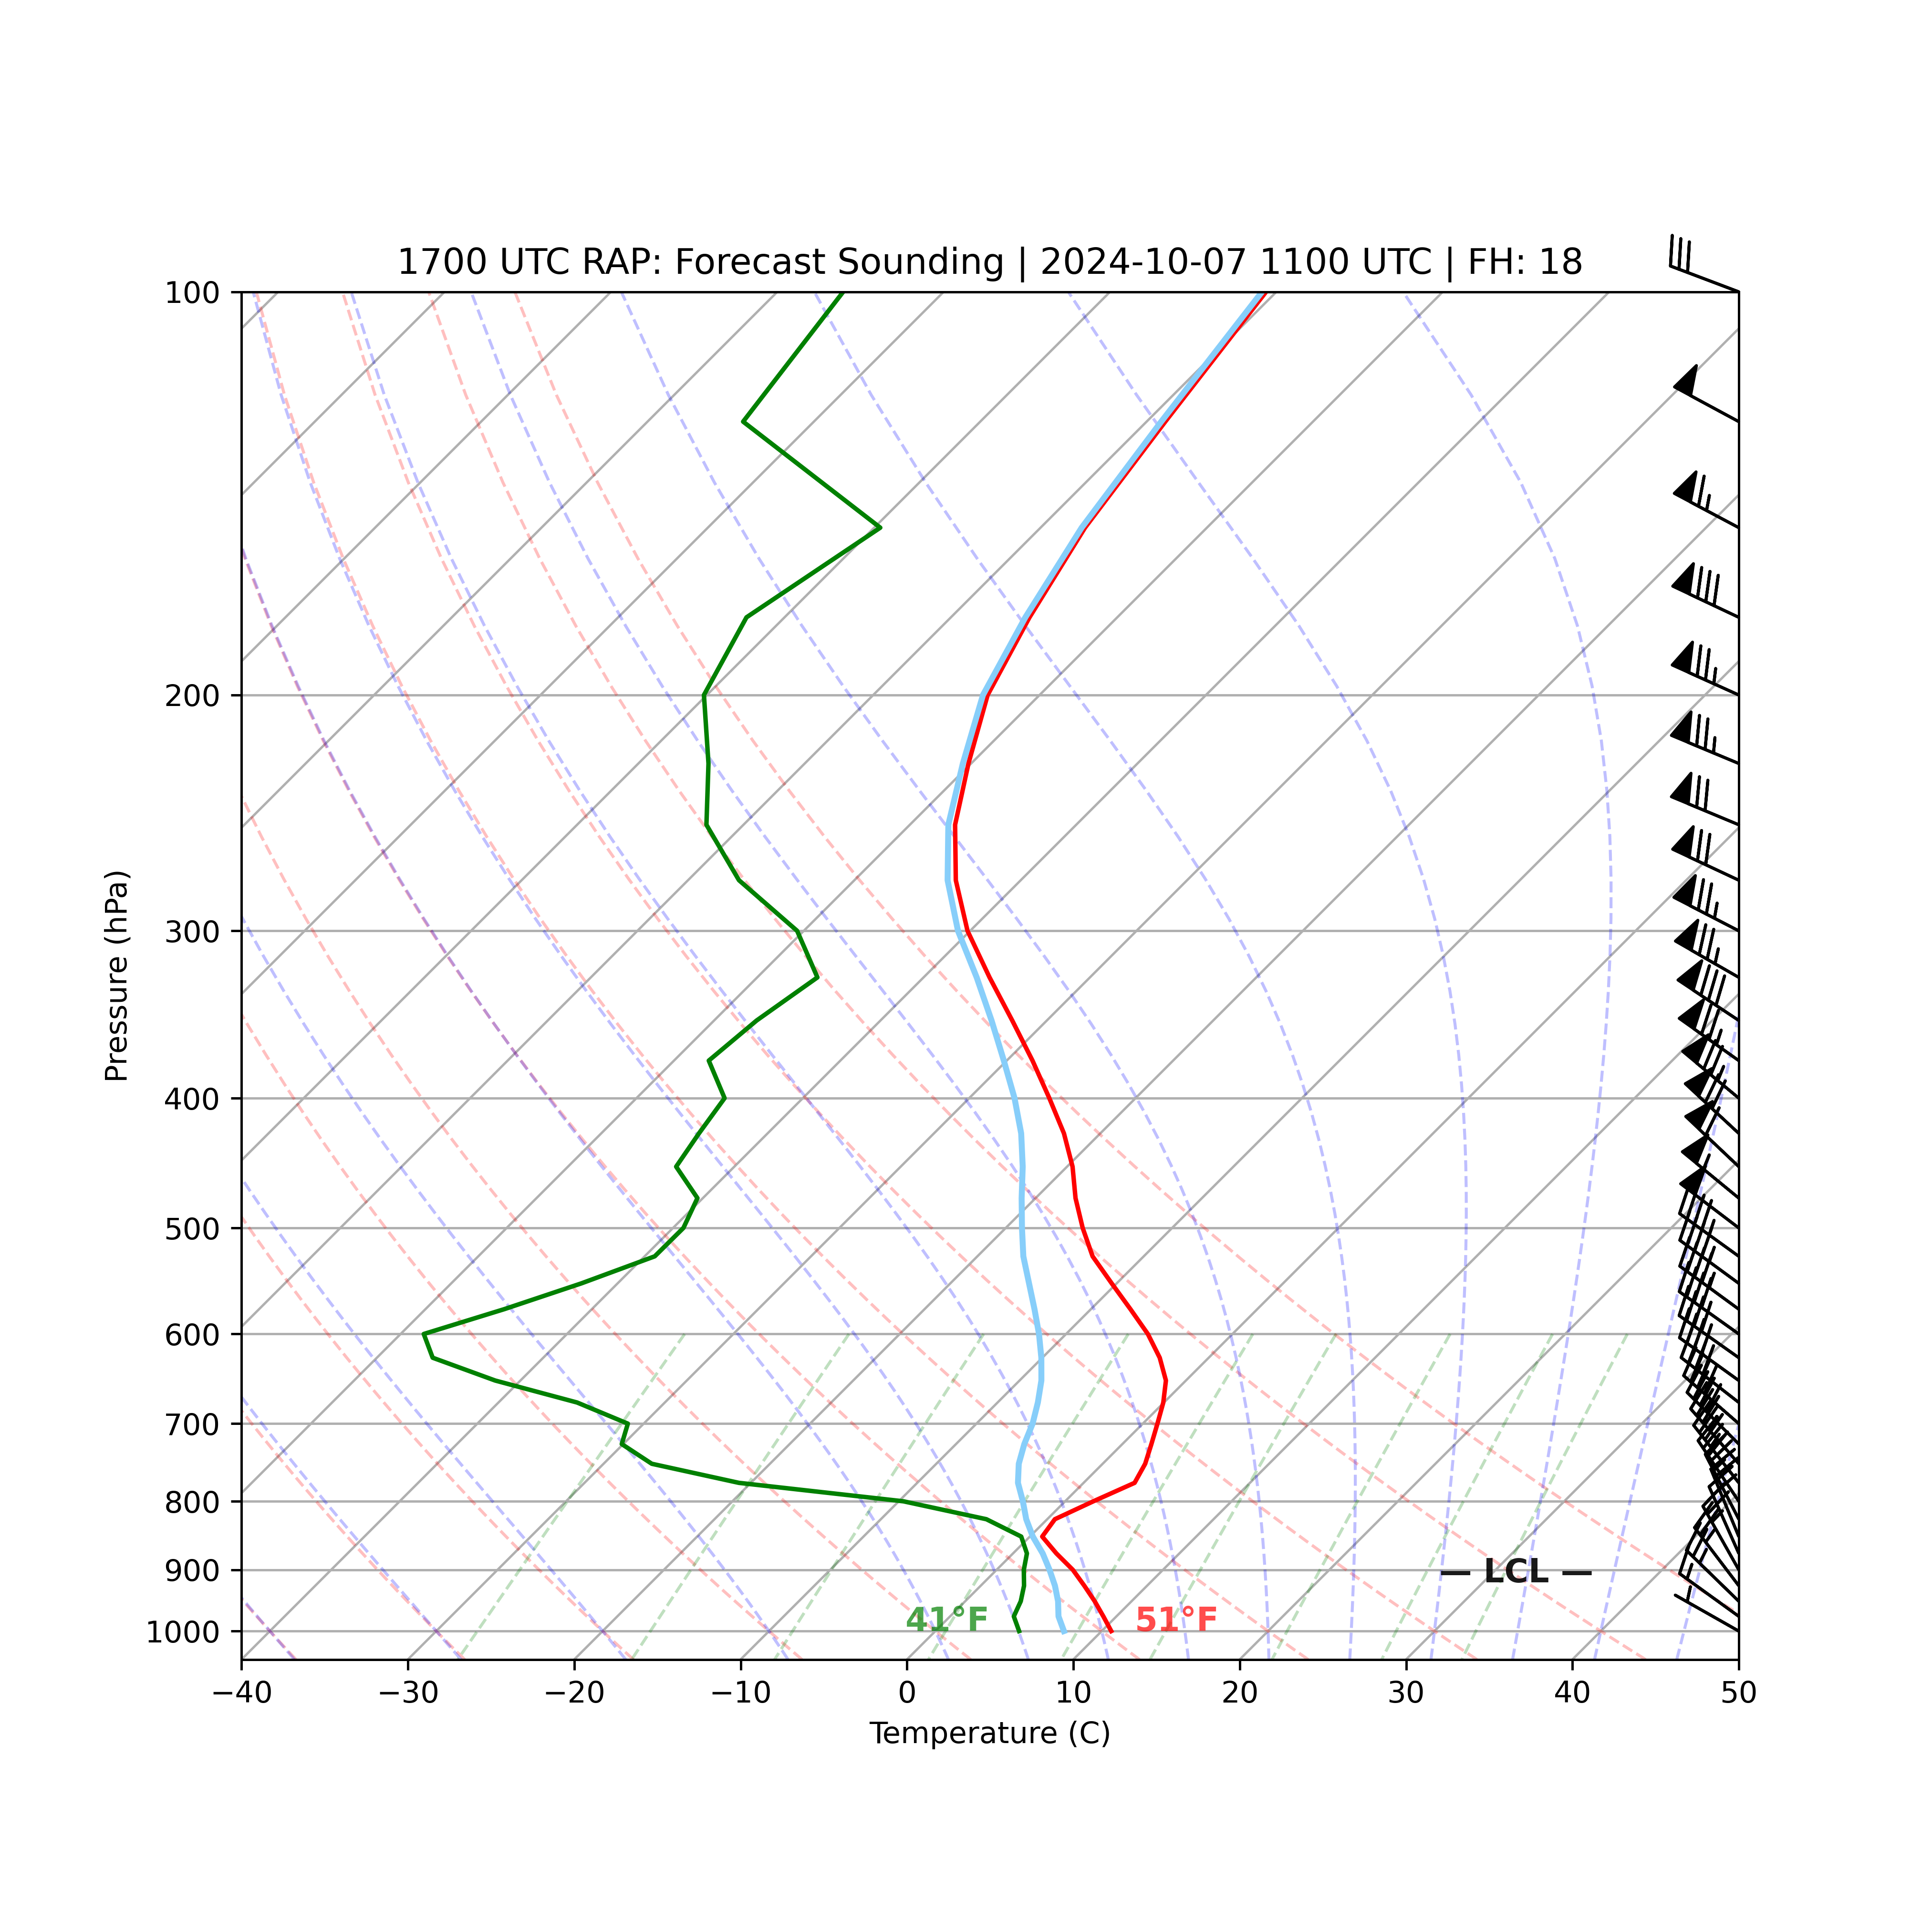 1700 UTC RAP: Forecast Sounding | 2024-10-07 1100 UTC | FH: 18
100
200
300
400
500
600
700
800
900
1000
Pressure (hPa)
— LCL —
41°F
51°F
−40 −30 −20 −10 0 10 20 30 40 50
Temperature (C)